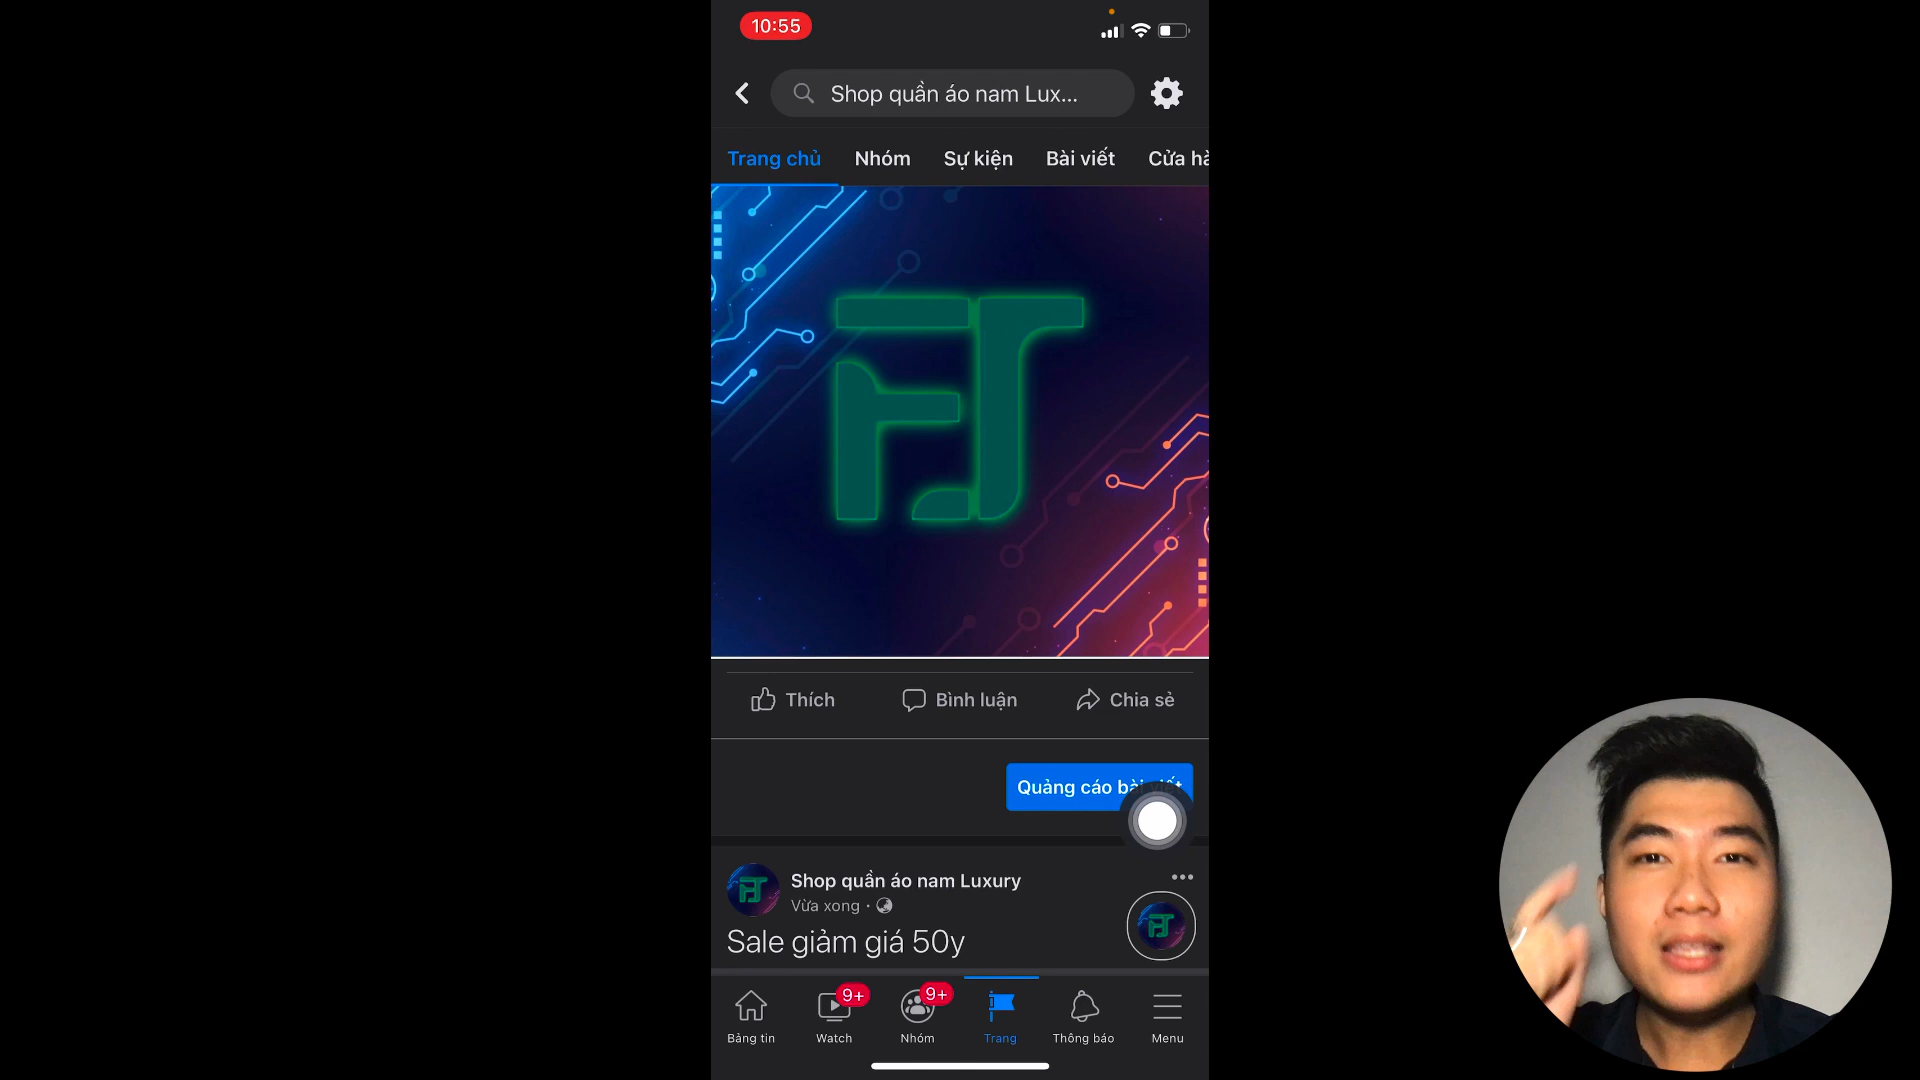 10:55
Shop quần áo nam Lux...
Trang chủ Nhóm Sự kiện Bài viết Cửa hà
Thích Bình luận Chia sẻ
Quảng cáo bài viết
Shop quần áo nam Luxury
Vừa xong ·
Sale giảm giá 50y
9+ 9+
Bảng tin Watch Nhóm Trang Thông báo Menu